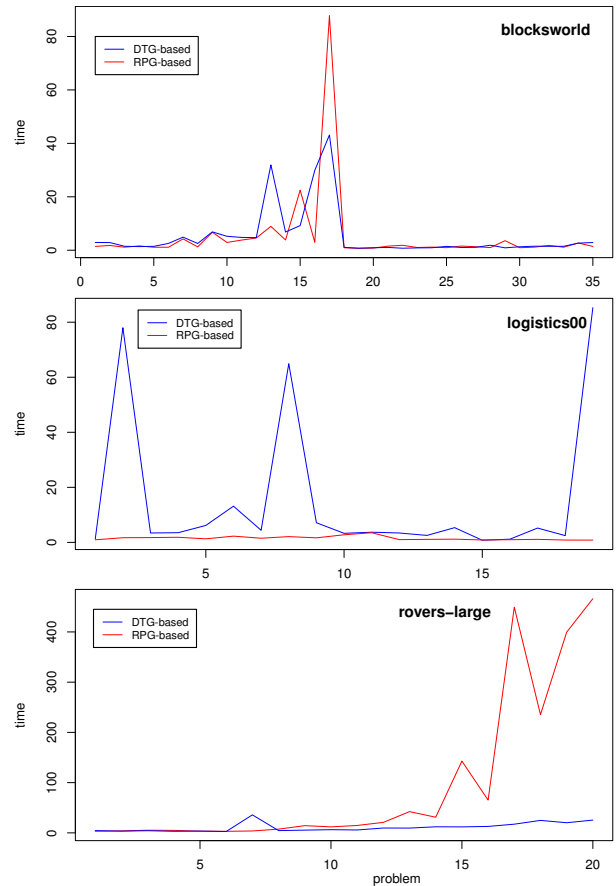 blocksworld
DTG-based
RPG-based
time
0 20 40 60 80
0 5 10 15 20 25 30 35
logistics00
DTG-based
RPG-based
time
0 20 40 60 80
5 10 15
rovers-large
DTG-based
RPG-based
time
0 100 200 300 400
5 10 15 20
problem